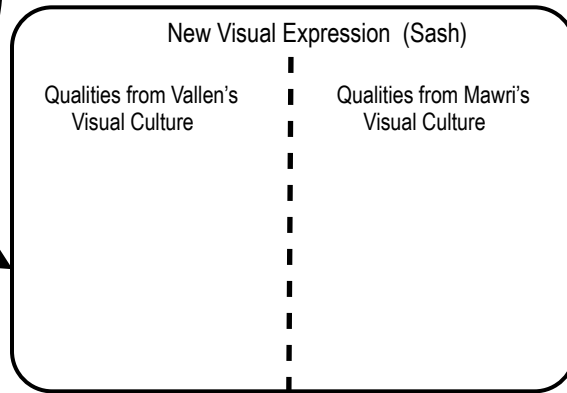 New Visual Expression  (Sash)
Qualities from Vallen’s
Visual Culture
Qualities from Mawri’s
Visual Culture